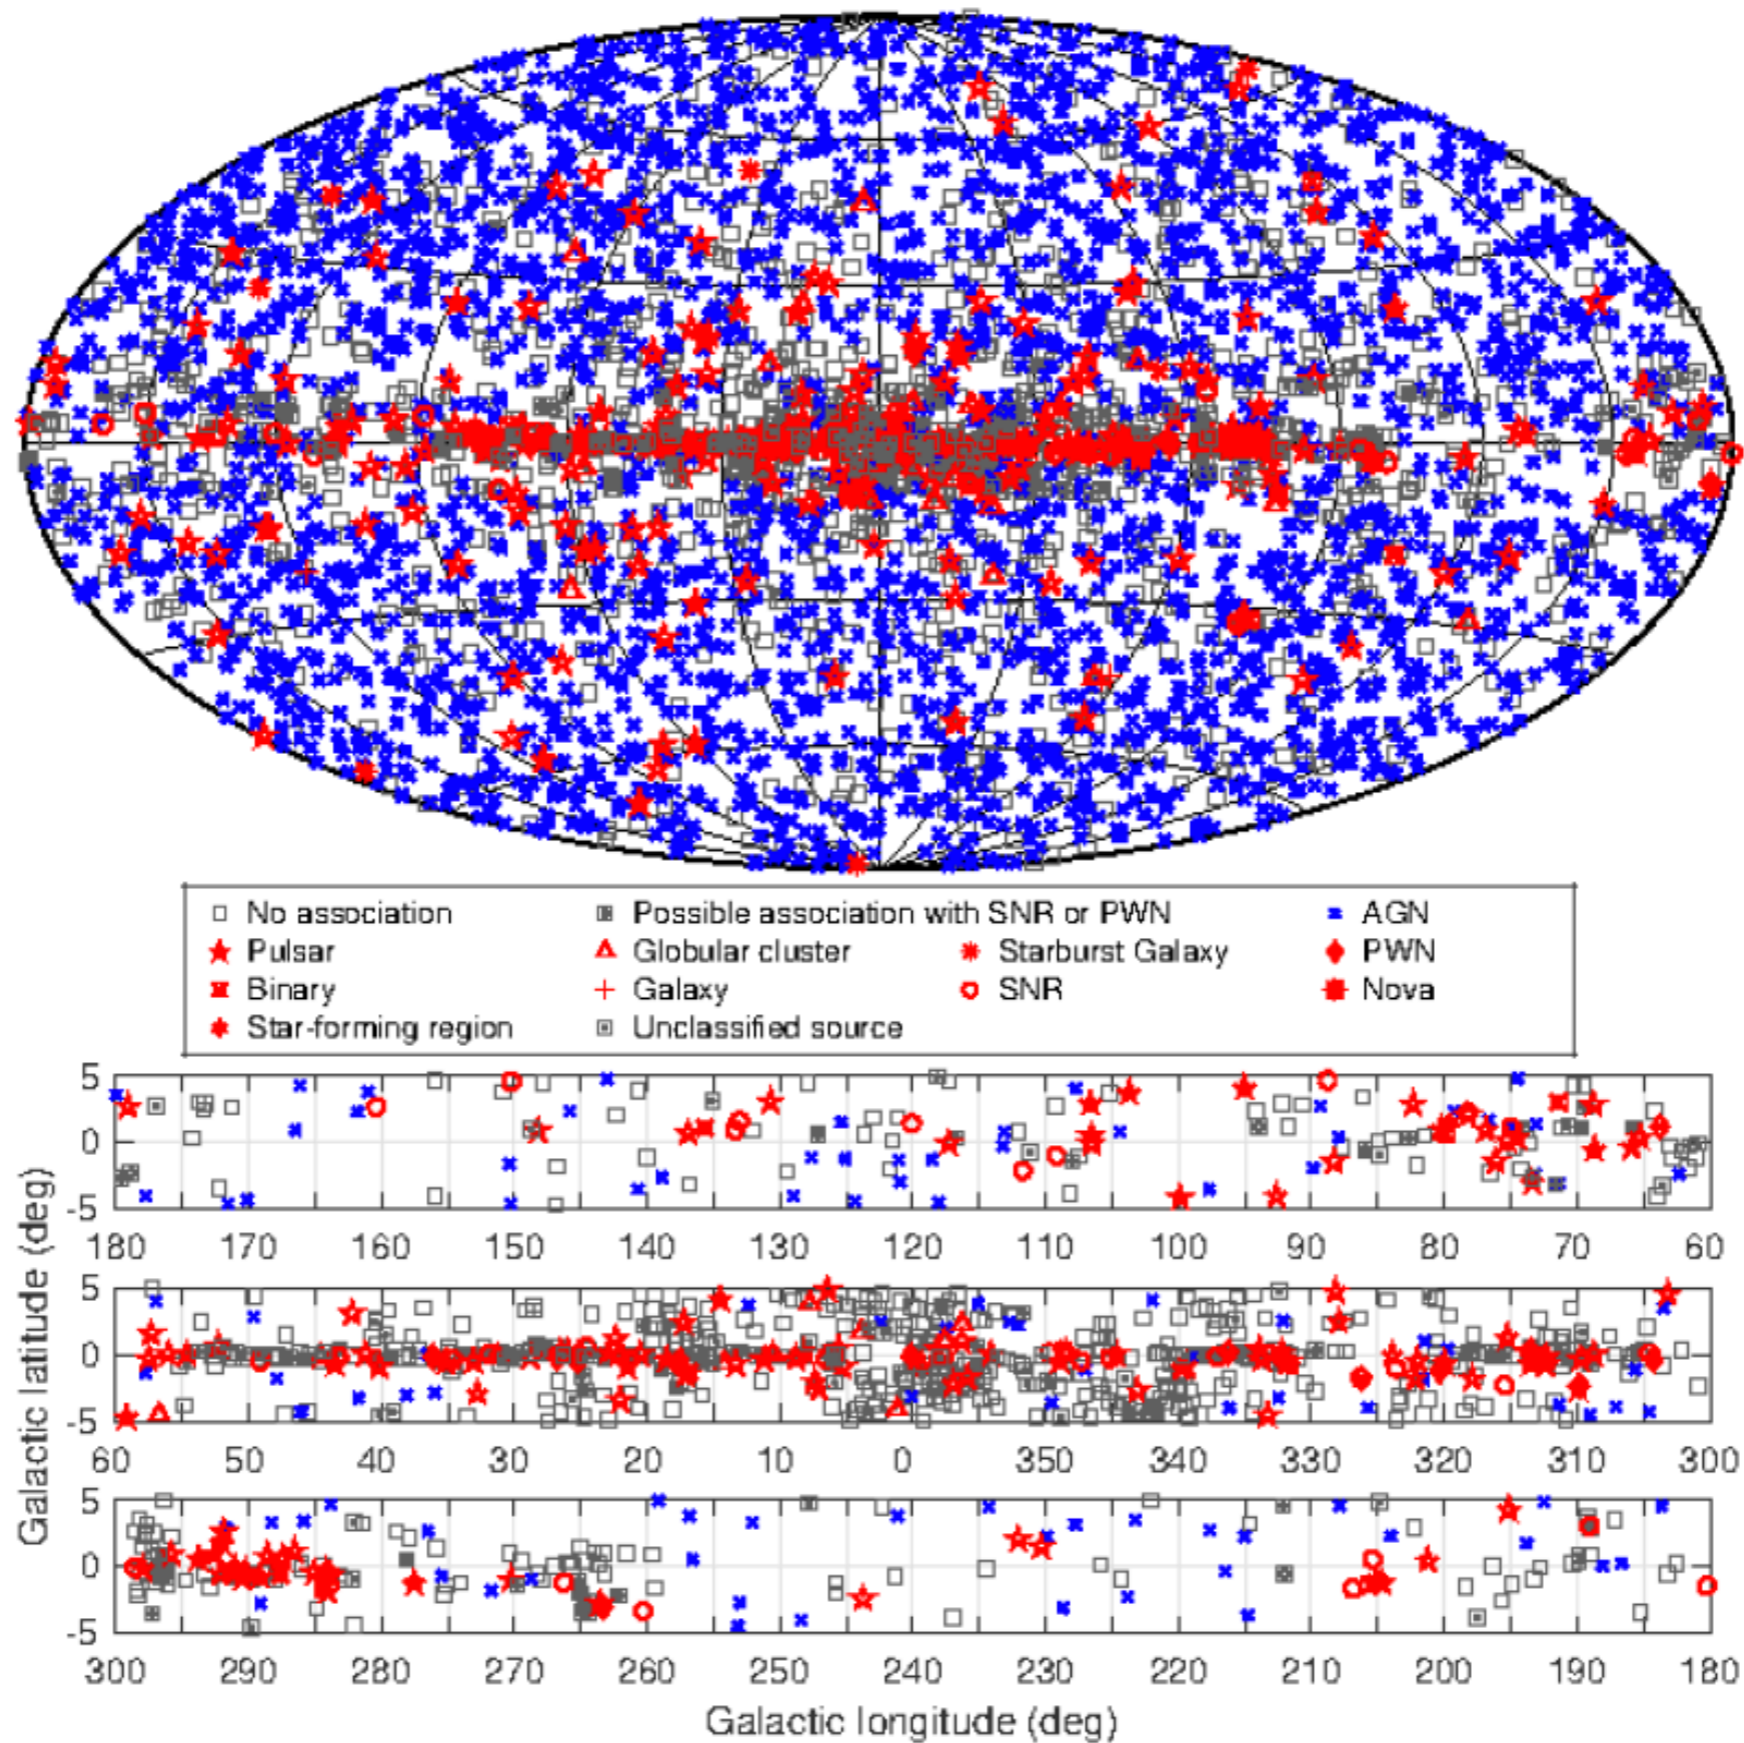 No association Possible association with SNR or PWN AGN
Pulsar Globular cluster Starburst Galaxy PWN
Binary Galaxy SNR Nova
Star-forming region Unclassified source
5
0
-5
180 170 160 150 140 130 120 110 100 90 80 70 60
5
0
-5
60 50 40 30 20 10 0 350 340 330 320 310 300
5
0
-5
300 290 280 270 260 250 240 230 220 210 200 190 180
Galactic latitude (deg)
Galactic longitude (deg)